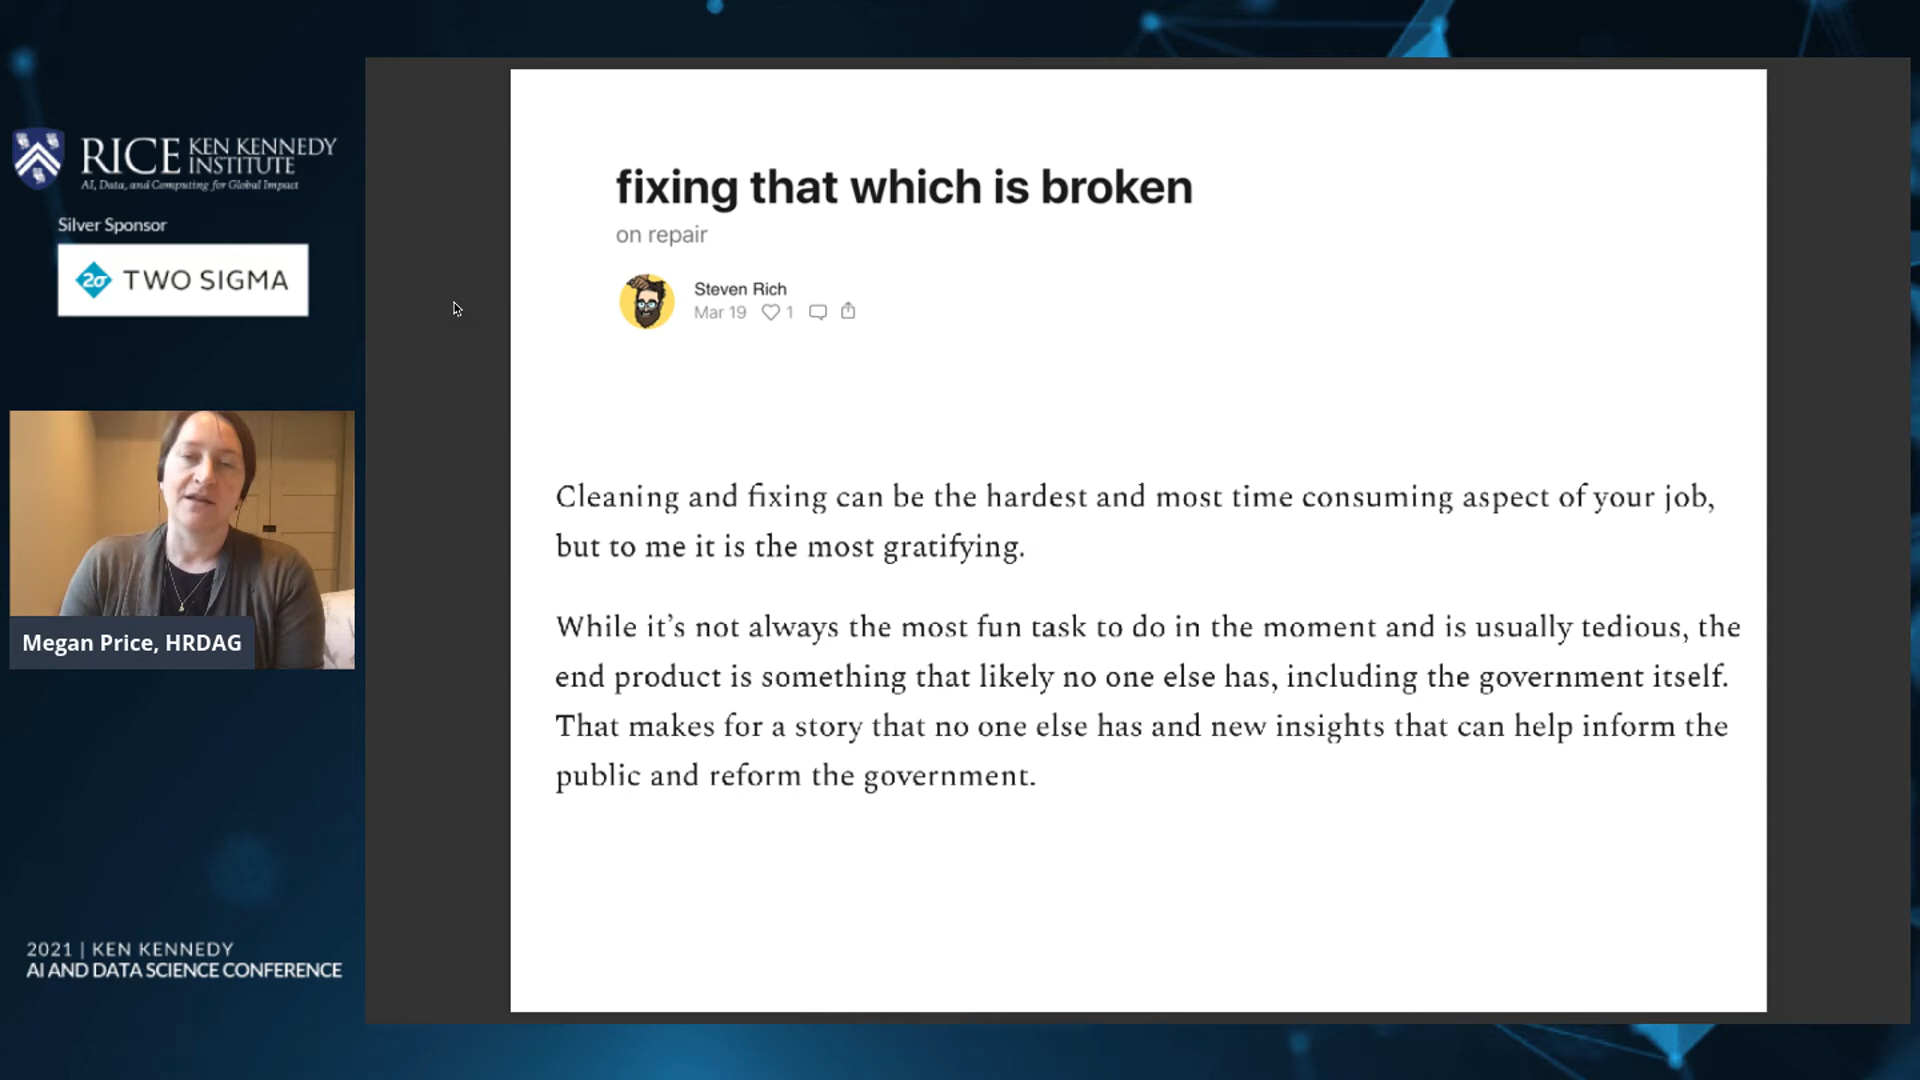 RICE KEN KENNEDY
INSTITUTE
AI, Data, and Computing for Global Impact
Silver Sponsor
2σ TWO SIGMA
Megan Price, HRDAG
2021 | KEN KENNEDY
AI AND DATA SCIENCE CONFERENCE
fixing that which is broken
on repair
Steven Rich
Mar 19 1
Cleaning and fixing can be the hardest and most time consuming aspect of your job,
but to me it is the most gratifying.
While it’s not always the most fun task to do in the moment and is usually tedious, the
end product is something that likely no one else has, including the government itself.
That makes for a story that no one else has and new insights that can help inform the
public and reform the government.